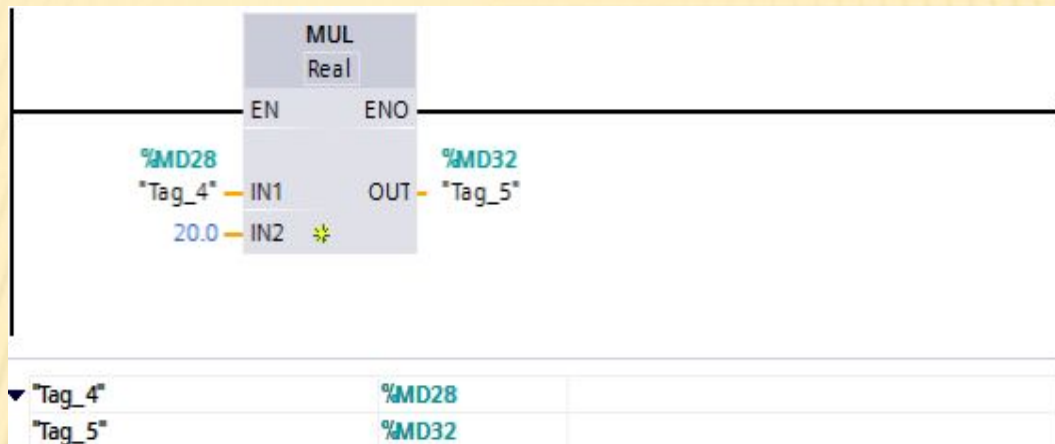 MUL
Real
EN ENO
%MD28 %MD32
"Tag_4" IN1 OUT "Tag_5"
20.0 IN2
"Tag_4" %MD28
"Tag_5" %MD32